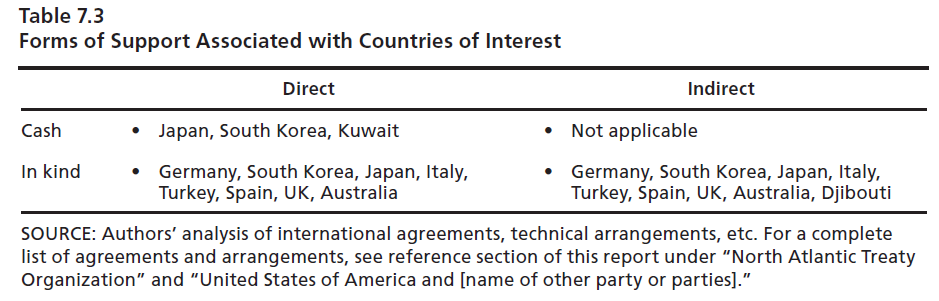 Table 7.3
Forms of Support Associated with Countries of Interest
Direct Indirect
Cash • Japan, South Korea, Kuwait • Not applicable
In kind • Germany, South Korea, Japan, Italy, • Germany, South Korea, Japan, Italy,
Turkey, Spain, UK, Australia Turkey, Spain, UK, Australia, Djibouti
SOURCE: Authors’ analysis of international agreements, technical arrangements, etc. For a complete
list of agreements and arrangements, see reference section of this report under “North Atlantic Treaty
Organization” and “United States of America and [name of other party or parties].”